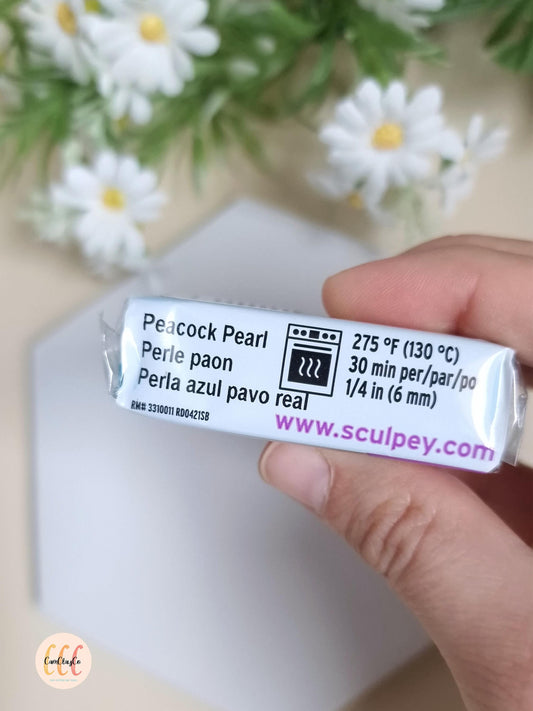 Peacock Pearl
Perle paon
Perla azul pavo real
RM# 3310011 RD0421SB
275 °F (130 °C)
30 min per/par/po
1/4 in (6 mm)
www.sculpey.com
CamClusCo